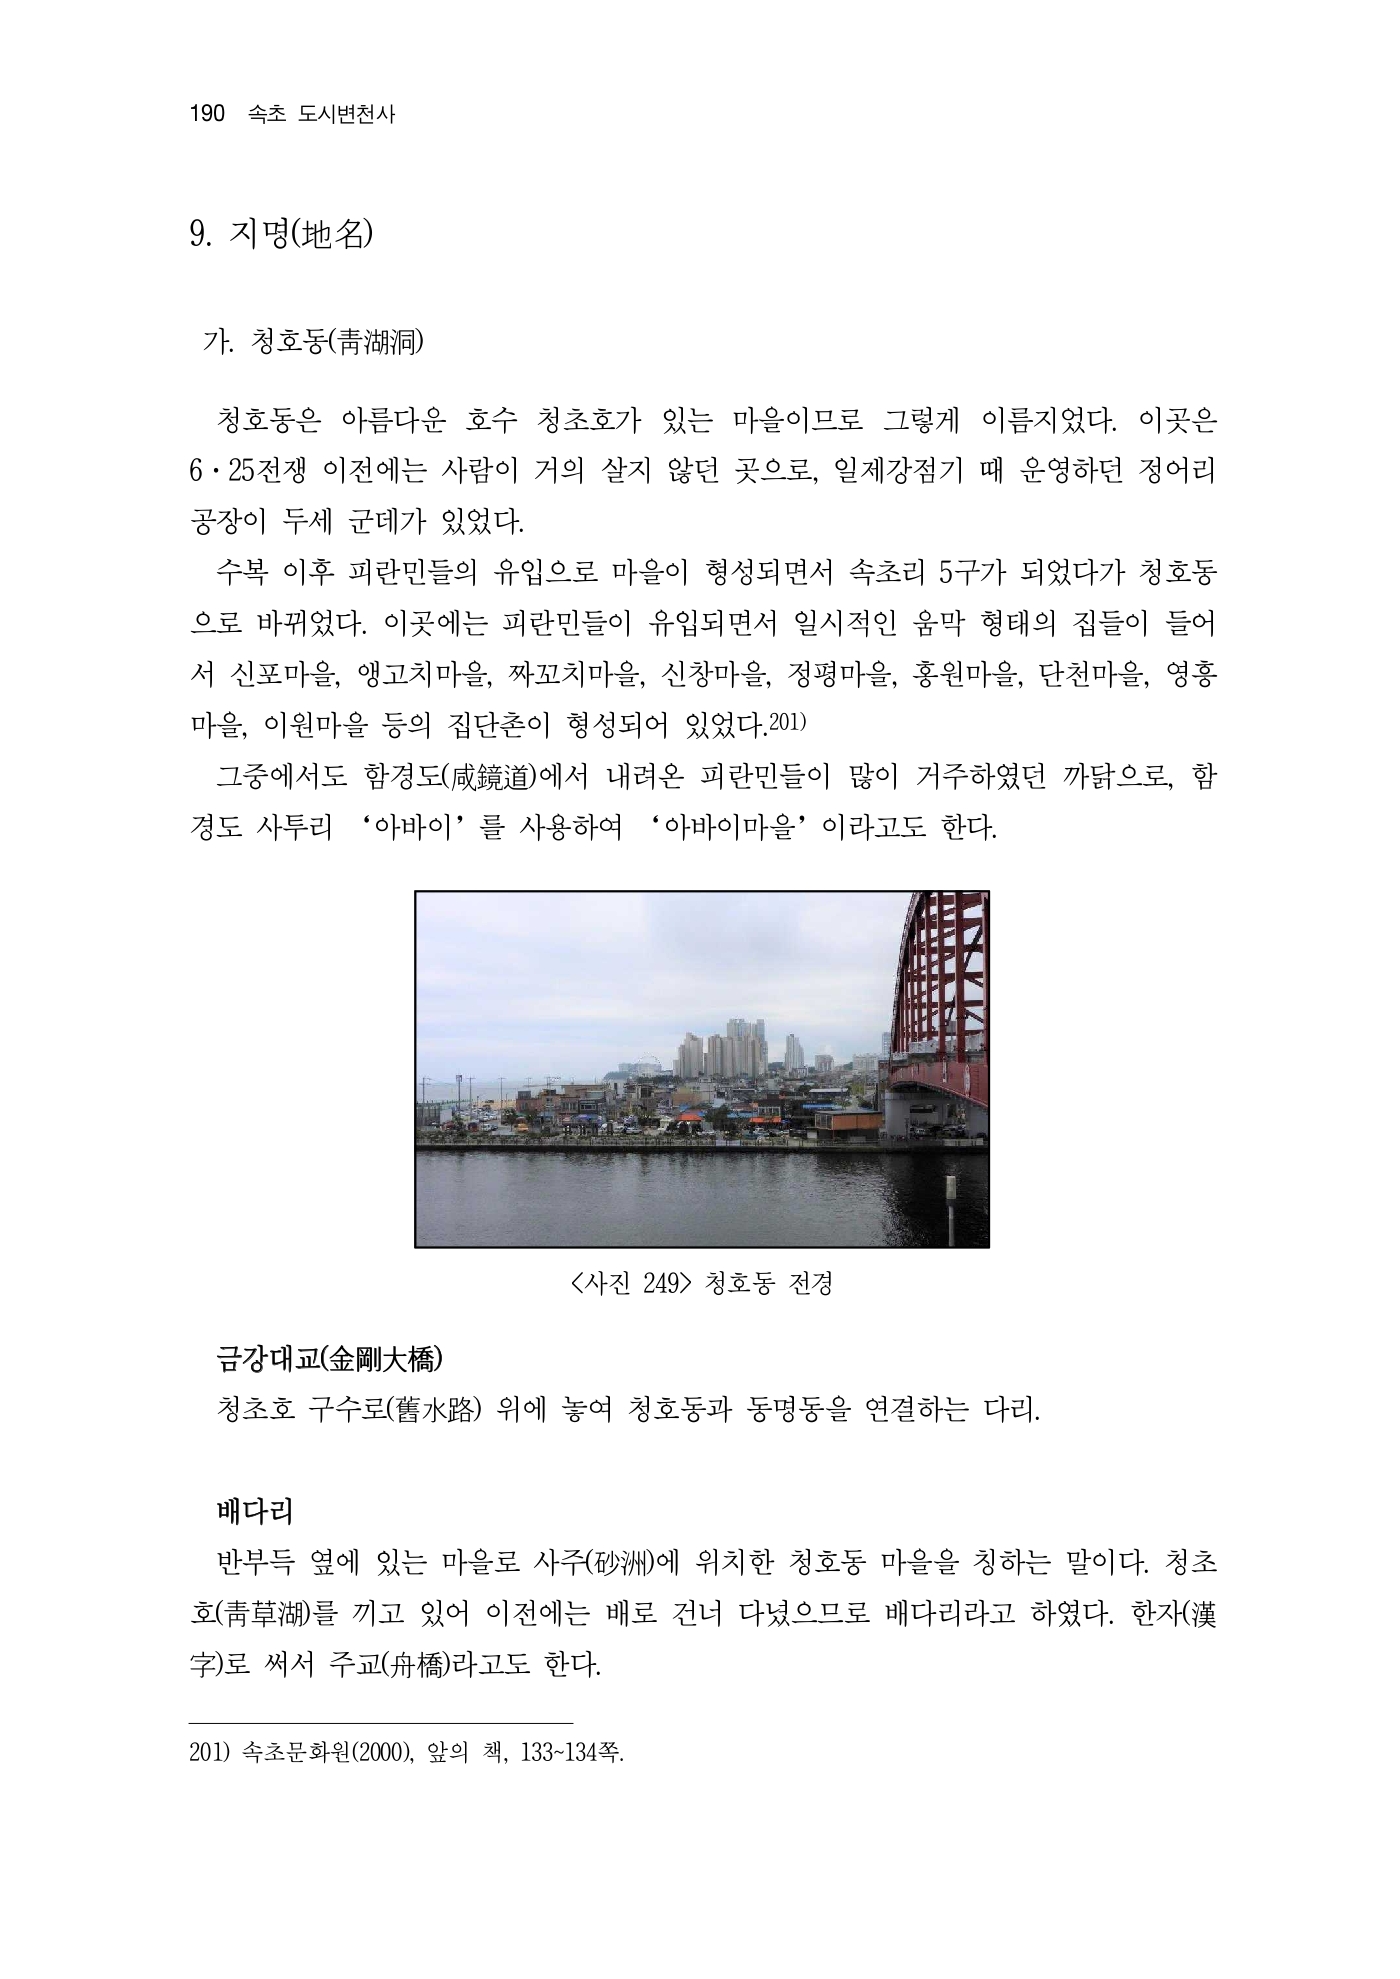 190 속초 도시변천사
9. 지명(地名)
가. 청호동(靑湖洞)
청호동은 아름다운 호수 청초호가 있는 마을이므로 그렇게 이름지었다. 이곳은
6·25전쟁 이전에는 사람이 거의 살지 않던 곳으로, 일제강점기 때 운영하던 정어리
공장이 두세 군데가 있었다.
수복 이후 피란민들의 유입으로 마을이 형성되면서 속초리 5구가 되었다가 청호동
으로 바뀌었다. 이곳에는 피란민들이 유입되면서 일시적인 움막 형태의 집들이 들어
서 신포마을, 앵고치마을, 짜꼬치마을, 신창마을, 정평마을, 홍원마을, 단천마을, 영흥
마을, 이원마을 등의 집단촌이 형성되어 있었다.201)
그중에서도 함경도(咸鏡道)에서 내려온 피란민들이 많이 거주하였던 까닭으로, 함
경도 사투리 ‘아바이’를 사용하여 ‘아바이마을’이라고도 한다.
<사진 249> 청호동 전경
금강대교(金剛大橋)
청초호 구수로(舊水路) 위에 놓여 청호동과 동명동을 연결하는 다리.
배다리
반부득 옆에 있는 마을로 사주(砂洲)에 위치한 청호동 마을을 칭하는 말이다. 청초
호(靑草湖)를 끼고 있어 이전에는 배로 건너 다녔으므로 배다리라고 하였다. 한자(漢
字)로 써서 주교(舟橋)라고도 한다.
201) 속초문화원(2000), 앞의 책, 133~134쪽.